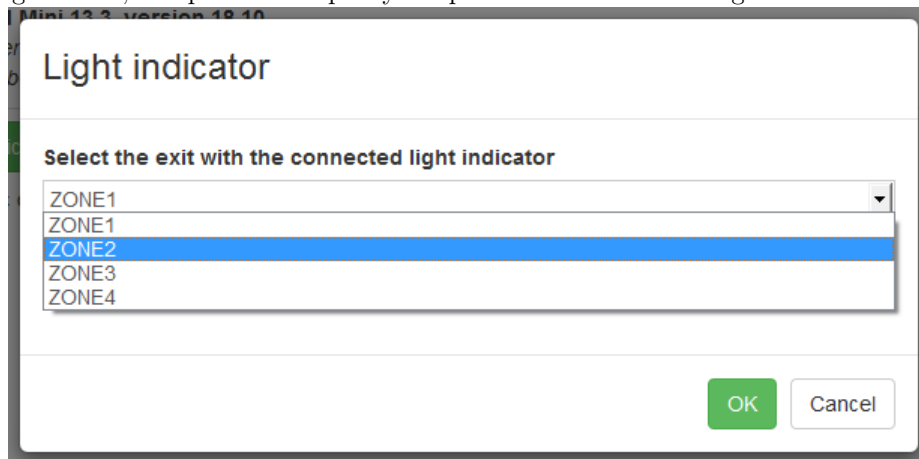 Mini 13.3, version 18.10
Light indicator
Select the exit with the connected light indicator
ZONE1
ZONE1
ZONE2
ZONE3
ZONE4
OK Cancel